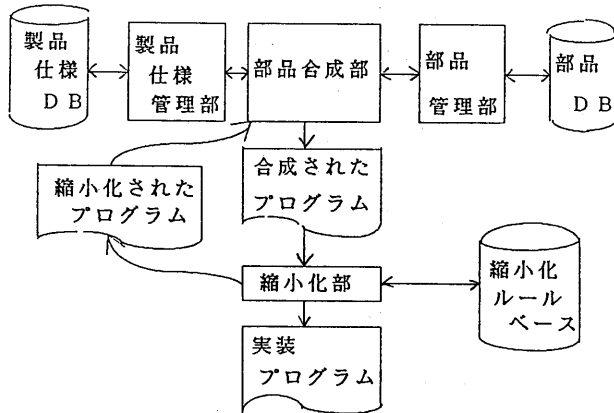 製品
仕様
DB
製品
仕様
管理部
部品合成部
部品
管理部
部品
DB
縮小化された
プログラム
合成された
プログラム
縮小化部
縮小化
ルール
ベース
実装
プログラム